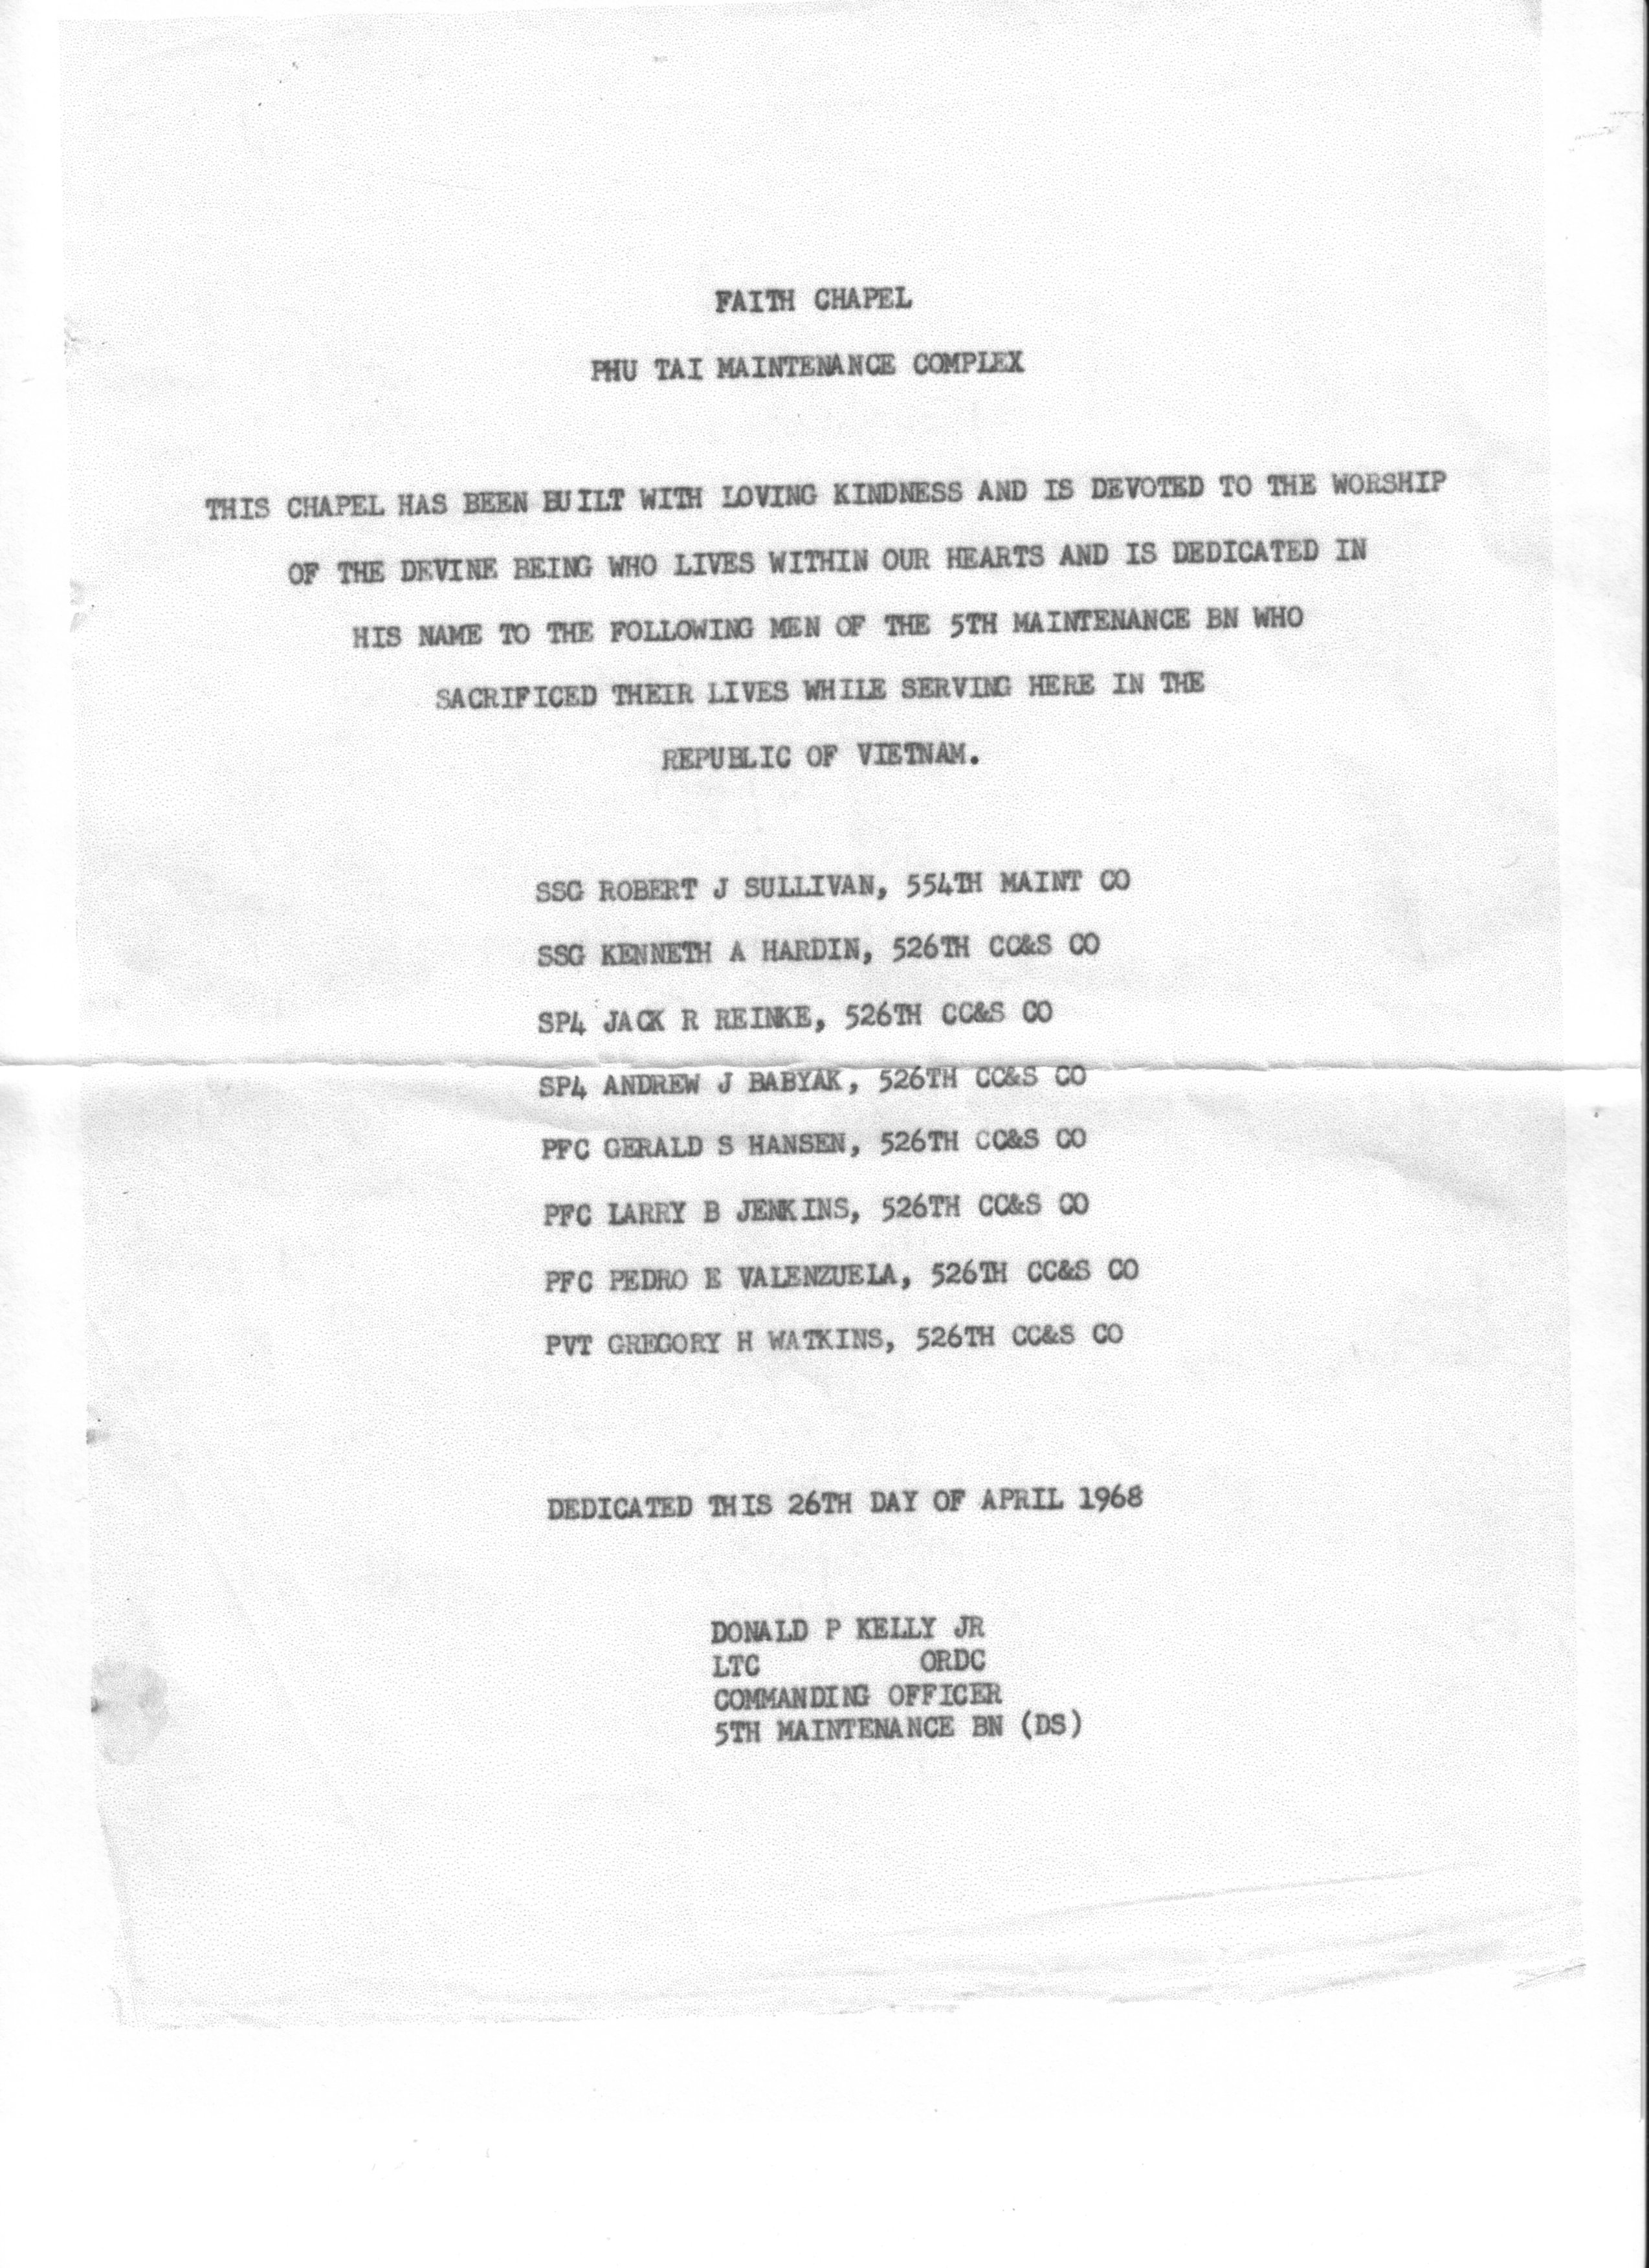 FAITH CHAPEL
PHU TAI MAINTENANCE COMPLEX
THIS CHAPEL HAS BEEN BUILT WITH LOVING KINDNESS AND IS DEVOTED TO THE WORSHIP
OF THE DEVINE BEING WHO LIVES WITHIN OUR HEARTS AND IS DEDICATED IN
HIS NAME TO THE FOLLOWING MEN OF THE 5TH MAINTENANCE BN WHO
SACRIFICED THEIR LIVES WHILE SERVING HERE IN THE
REPUBLIC OF VIETNAM.
SSG ROBERT J SULLIVAN, 554TH MAINT CO
SSG KENNETH A HARDIN, 526TH CC&S CO
SP4 JACK R REINKE, 526TH CC&S CO
SP4 ANDREW J BABYAK, 526TH CC&S CO
PFC GERALD S HANSEN, 526TH CC&S CO
PFC LARRY B JENKINS, 526TH CC&S CO
PFC PEDRO E VALENZUELA, 526TH CC&S CO
PVT GREGORY H WATKINS, 526TH CC&S CO
DEDICATED THIS 26TH DAY OF APRIL 1968
DONALD P KELLY JR
LTC ORDC
COMMANDING OFFICER
5TH MAINTENANCE BN (DS)